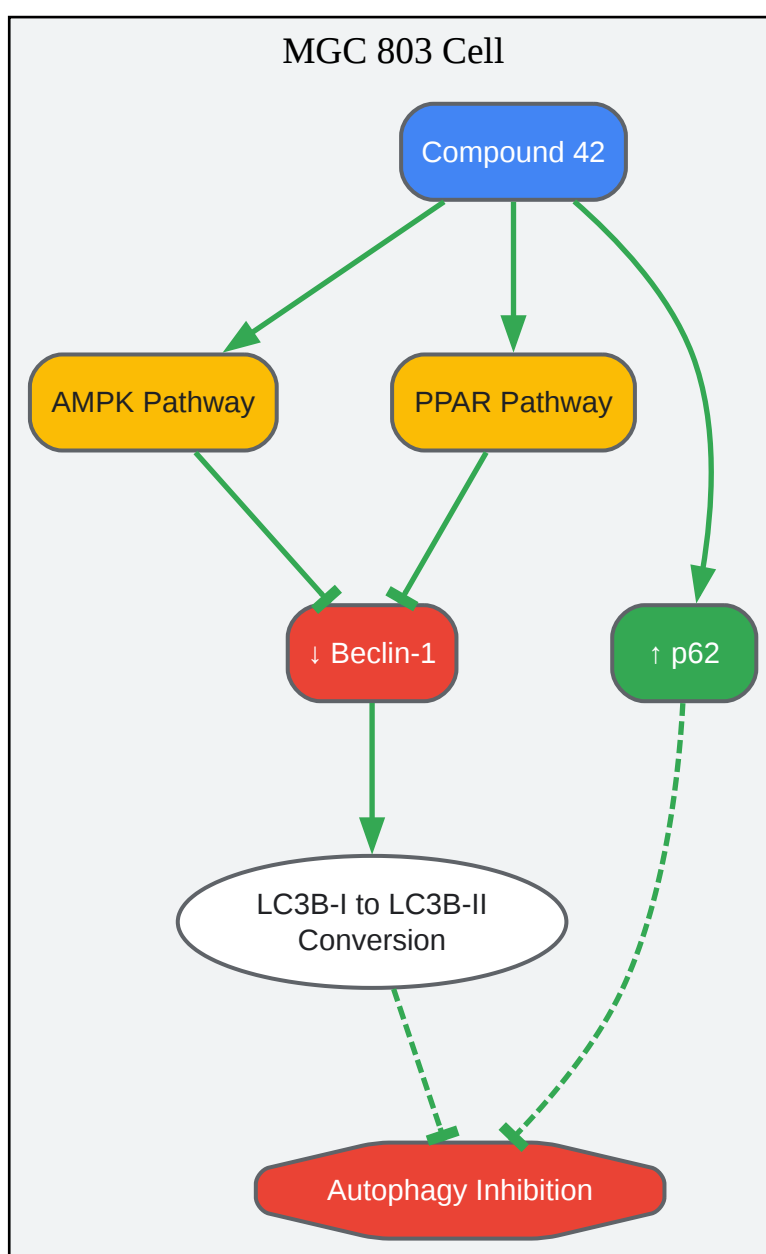 MGC 803 Cell
Compound 42
AMPK Pathway
PPAR Pathway
↓ Beclin-1
↑ p62
LC3B-I to LC3B-II
Conversion
Autophagy Inhibition